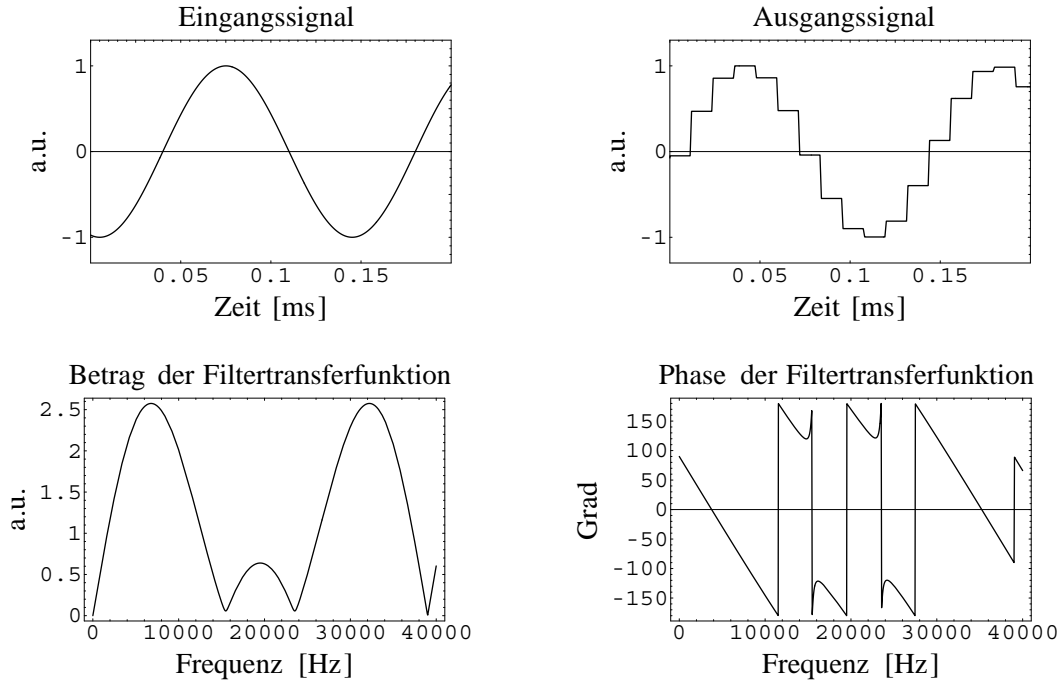 Eingangssignal
1
0
-1
a.u.
0.05 0.1 0.15
Zeit [ms]
Ausgangssignal
1
0
-1
a.u.
0.05 0.1 0.15
Zeit [ms]
Betrag der Filtertransferfunktion
2.5
2
1.5
1
0.5
0
a.u.
0 10000 20000 30000 40000
Frequenz [Hz]
Phase der Filtertransferfunktion
150
100
50
0
-50
-100
-150
Grad
0 10000 20000 30000 40000
Frequenz [Hz]